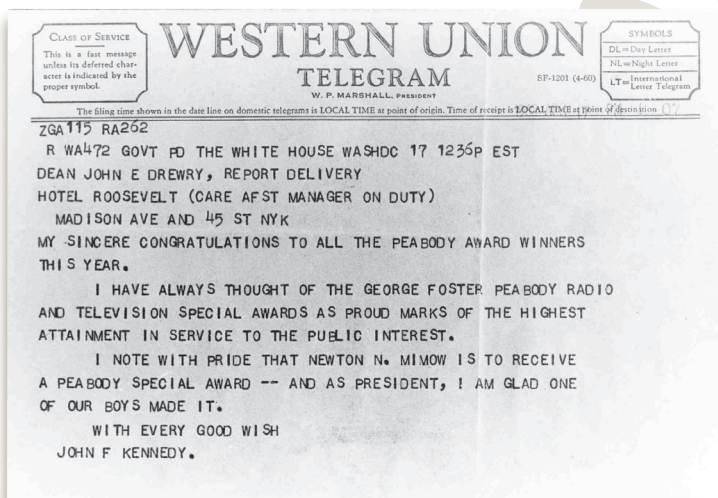 CLASS OF SERVICE
This is a fast message
unless its deferred char-
acter is indicated by the
proper symbol.
WESTERN UNION
TELEGRAM
W. P. MARSHALL, PRESIDENT
SF-1201 (4-60)
SYMBOLS
DL=Day Letter
NL=Night Letter
LT=International
Letter Telegram
The filing time shown in the date line on domestic telegrams is LOCAL TIME at point of origin. Time of receipt is LOCAL TIME at point of destination
ZGA115 RA262
R WA472 GOVT PD THE WHITE HOUSE WASHDC 17 1236P EST
DEAN JOHN E DREWRY, REPORT DELIVERY
HOTEL ROOSEVELT (CARE AFST MANAGER ON DUTY)
MADISON AVE AND 45 ST NYK
MY SINCERE CONGRATULATIONS TO ALL THE PEABODY AWARD WINNERS
THIS YEAR.
I HAVE ALWAYS THOUGHT OF THE GEORGE FOSTER PEABODY RADIO
AND TELEVISION SPECIAL AWARDS AS PROUD MARKS OF THE HIGHEST
ATTAINMENT IN SERVICE TO THE PUBLIC INTEREST.
I NOTE WITH PRIDE THAT NEWTON N. MIMOW IS TO RECEIVE
A PEABODY SPECIAL AWARD -- AND AS PRESIDENT, I AM GLAD ONE
OF OUR BOYS MADE IT.
WITH EVERY GOOD WISH
JOHN F KENNEDY.